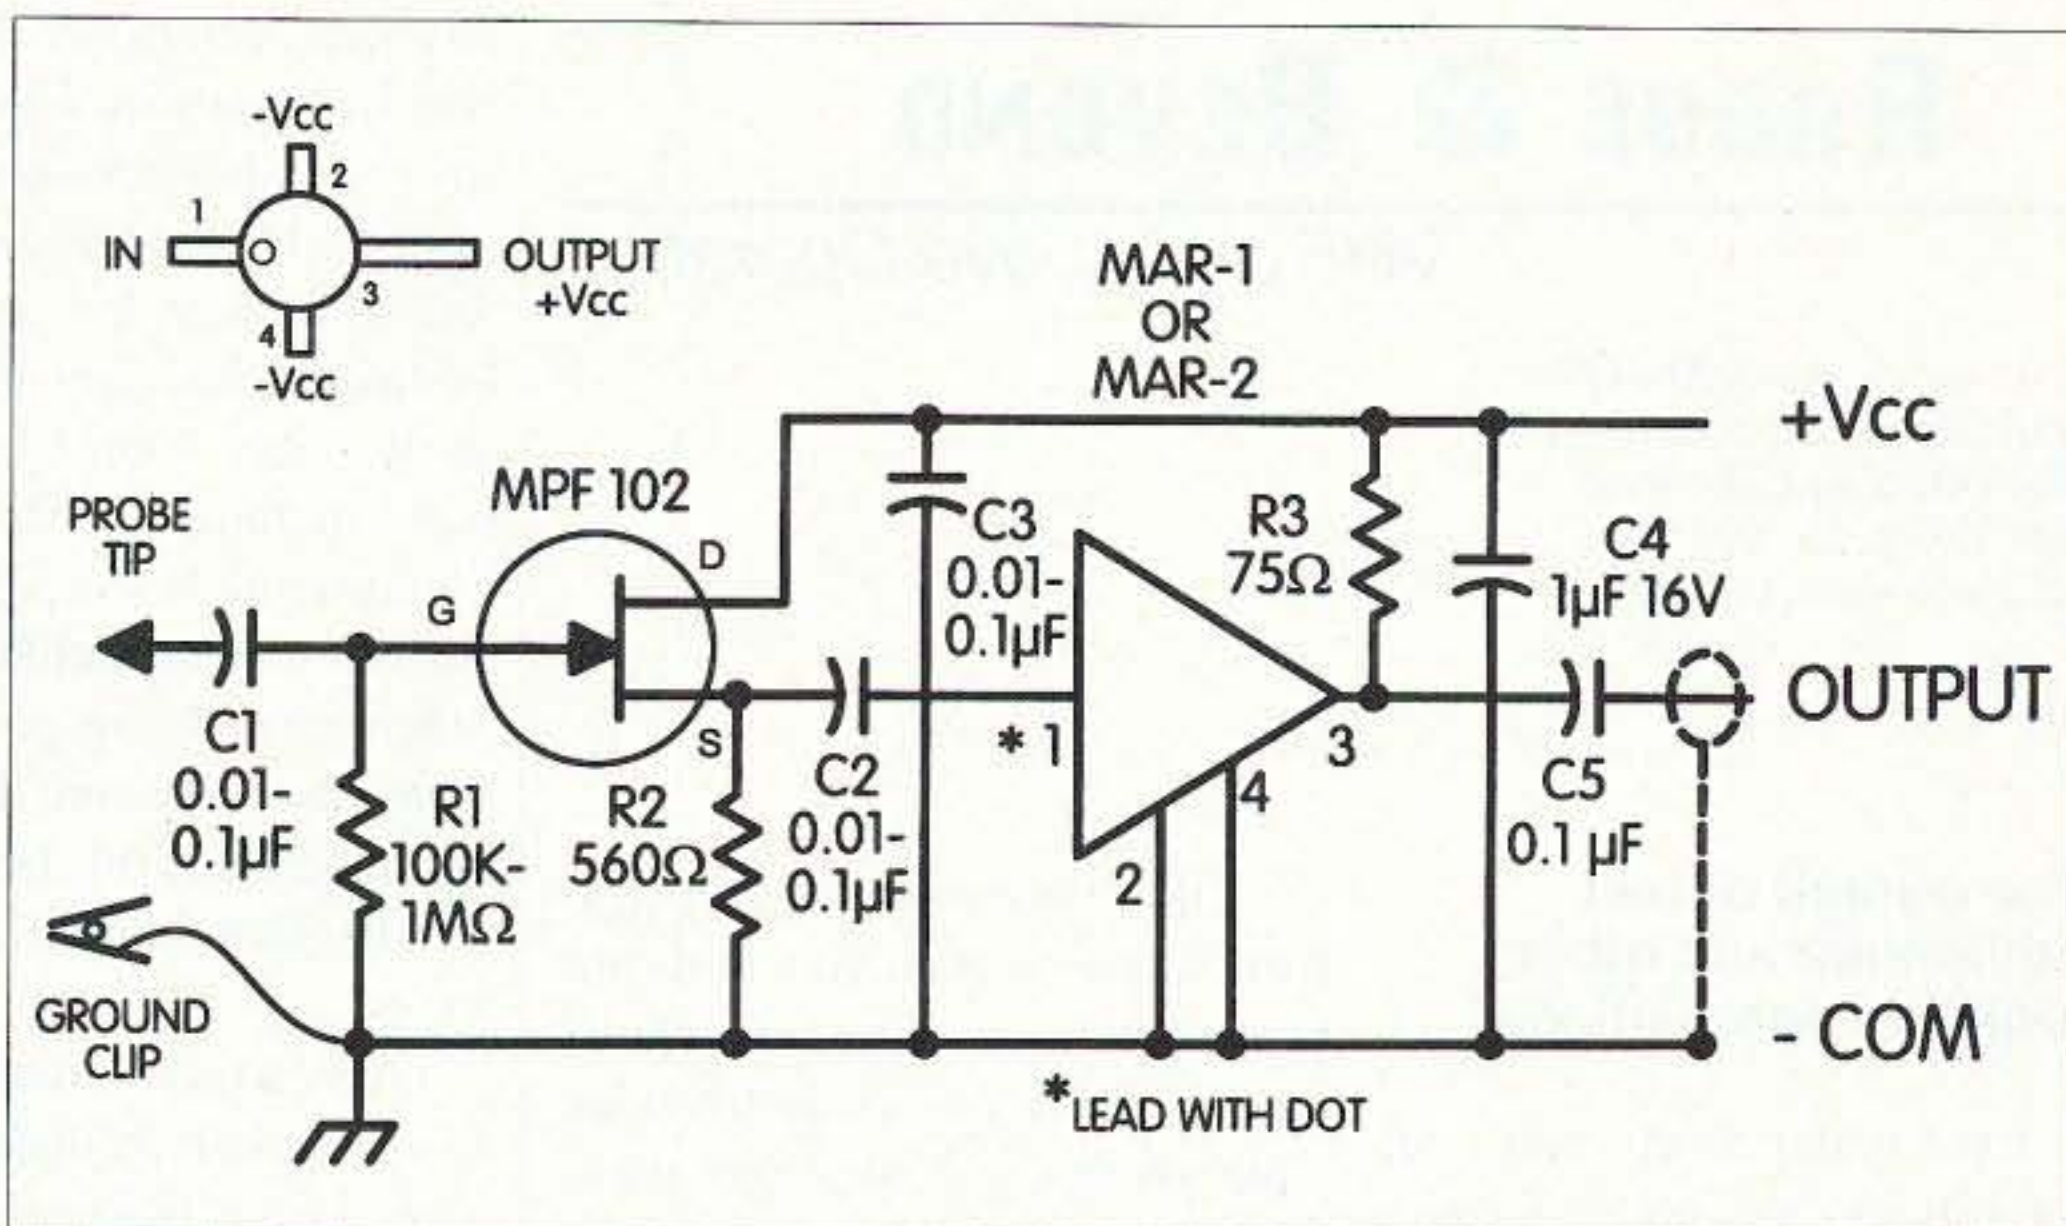 -Vcc
2
1
IN
OUTPUT
+Vcc
3
4
-Vcc
MAR-1
OR
MAR-2
+Vcc
MPF 102
PROBE
TIP
D
G
S
C3
0.01-
0.1µF
R3
75Ω
C4
1µF 16V
C1
0.01-
0.1µF
R1
100K-
1MΩ
R2
560Ω
C2
0.01-
0.1µF
* 1
2
4
3
OUTPUT
C5
0.1 µF
GROUND
CLIP
- COM
*LEAD WITH DOT